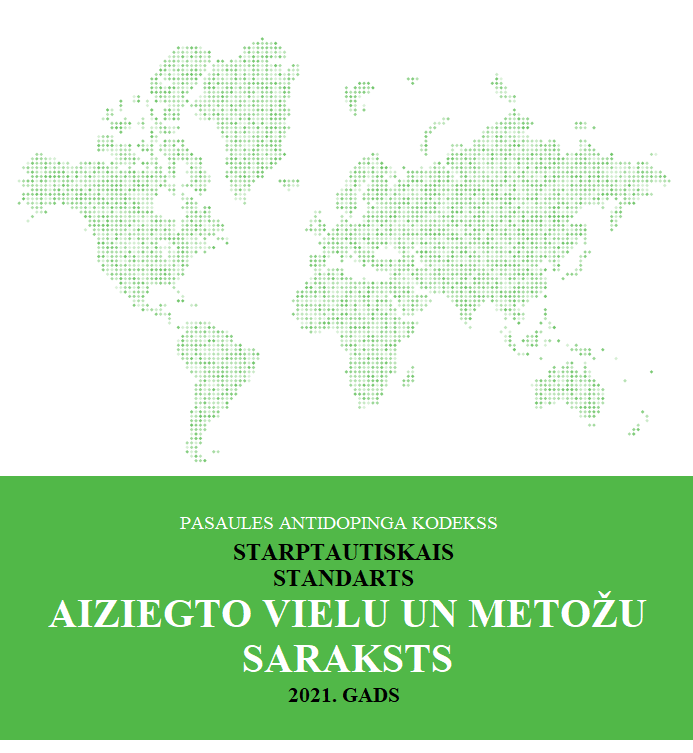 PASAULES ANTIDOPINGA KODEKSS
STARPTAUTISKAIS
STANDARTS
AIZIEGTO VIELU UN METOŽU
SARAKSTS
2021. GADS